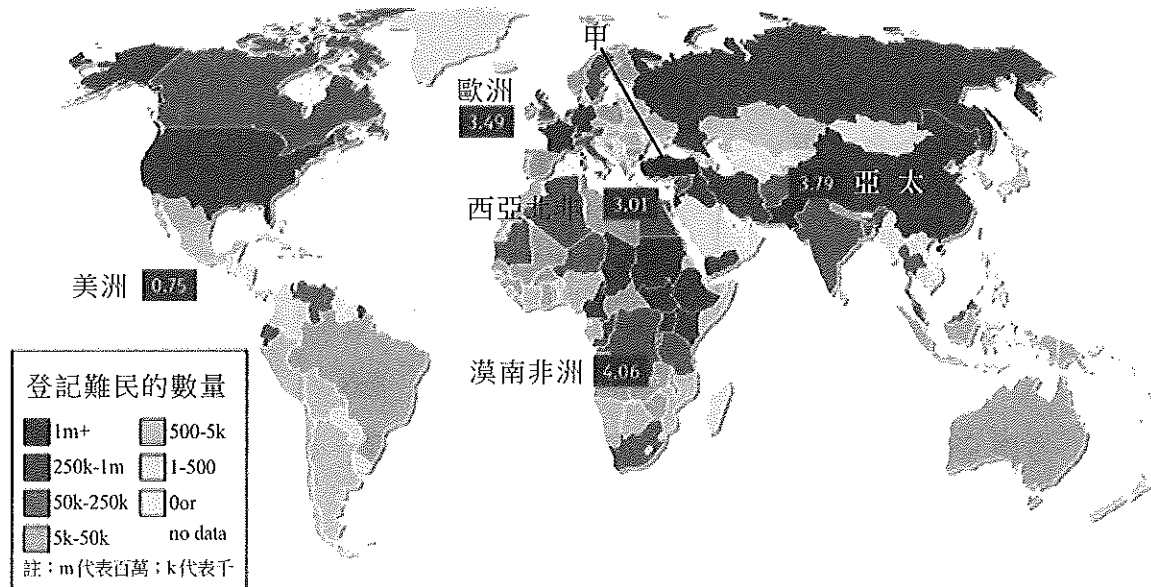 甲
歐洲
3.49
3.79 亞太
西亞北非 3.01
美洲 0.75
漠南非洲 4.06
登記難民的數量
1m+
250k-1m
50k-250k
5k-50k
500-5k
1-500
0or
no data
註：m代表百萬；k代表千